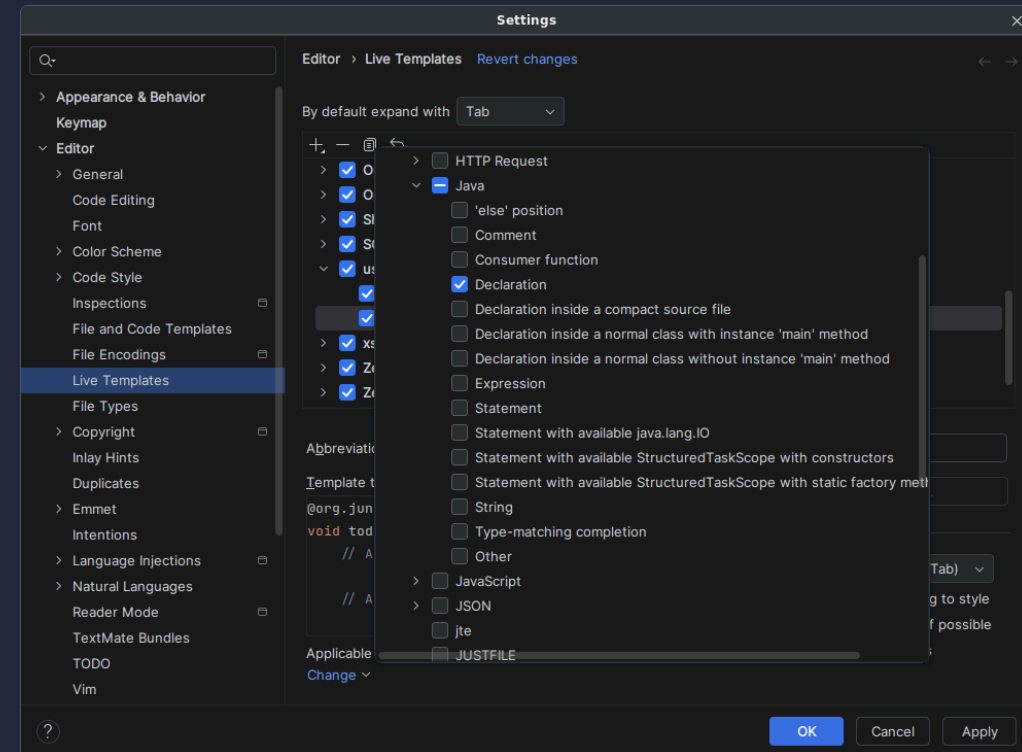 Settings
Editor › Live Templates Revert changes
By default expand with Tab
Appearance & Behavior
Keymap
Editor
General
Code Editing
Font
Color Scheme
Code Style
Inspections
File and Code Templates
File Encodings
Live Templates
File Types
Copyright
Inlay Hints
Duplicates
Emmet
Intentions
Language Injections
Natural Languages
Reader Mode
TextMate Bundles
TODO
Vim
HTTP Request
Java
'else' position
Comment
Consumer function
Declaration
Declaration inside a compact source file
Declaration inside a normal class with instance 'main' method
Declaration inside a normal class without instance 'main' method
Expression
Statement
Statement with available java.lang.IO
Statement with available StructuredTaskScope with constructors
Statement with available StructuredTaskScope with static factory
String
Type-matching completion
Other
JavaScript
JSON
jte
JUSTFILE
Template
@org.jun
void tod
// A
// A
Tab)
g to style
f possible
Applicable
Change
?
OK Cancel Apply